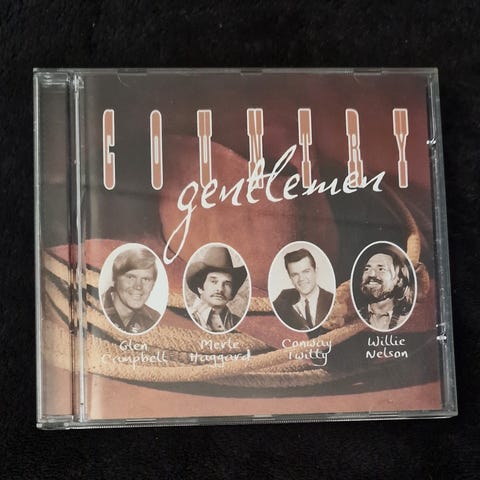 COUNTRY
gentlemen
Glen
Campbell
Merle
Haggard
Conway
Twitty
Willie
Nelson